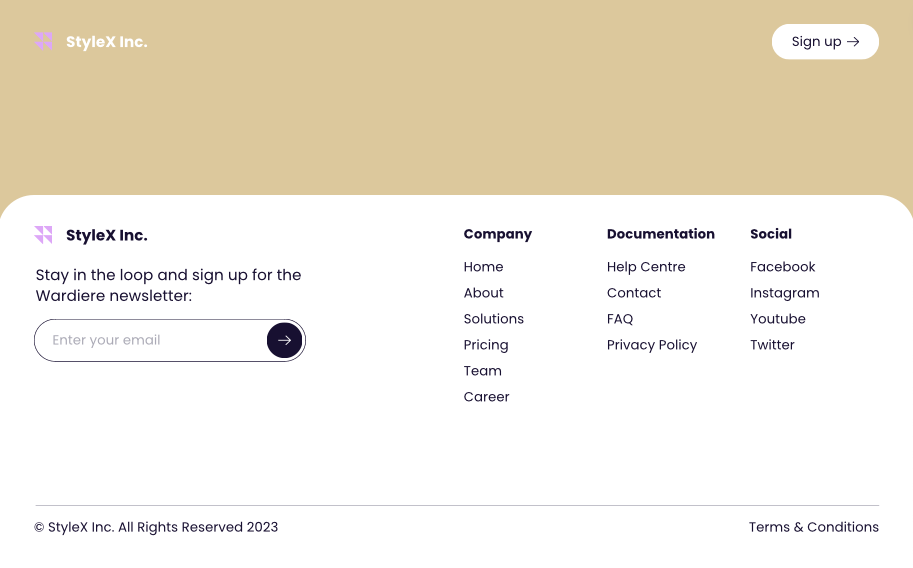 StyleX Inc.
Sign up →
StyleX Inc.
Stay in the loop and sign up for the
Wardiere newsletter:
Enter your email
Company
Home
About
Solutions
Pricing
Team
Career
Documentation
Help Centre
Contact
FAQ
Privacy Policy
Social
Facebook
Instagram
Youtube
Twitter
© StyleX Inc. All Rights Reserved 2023
Terms & Conditions